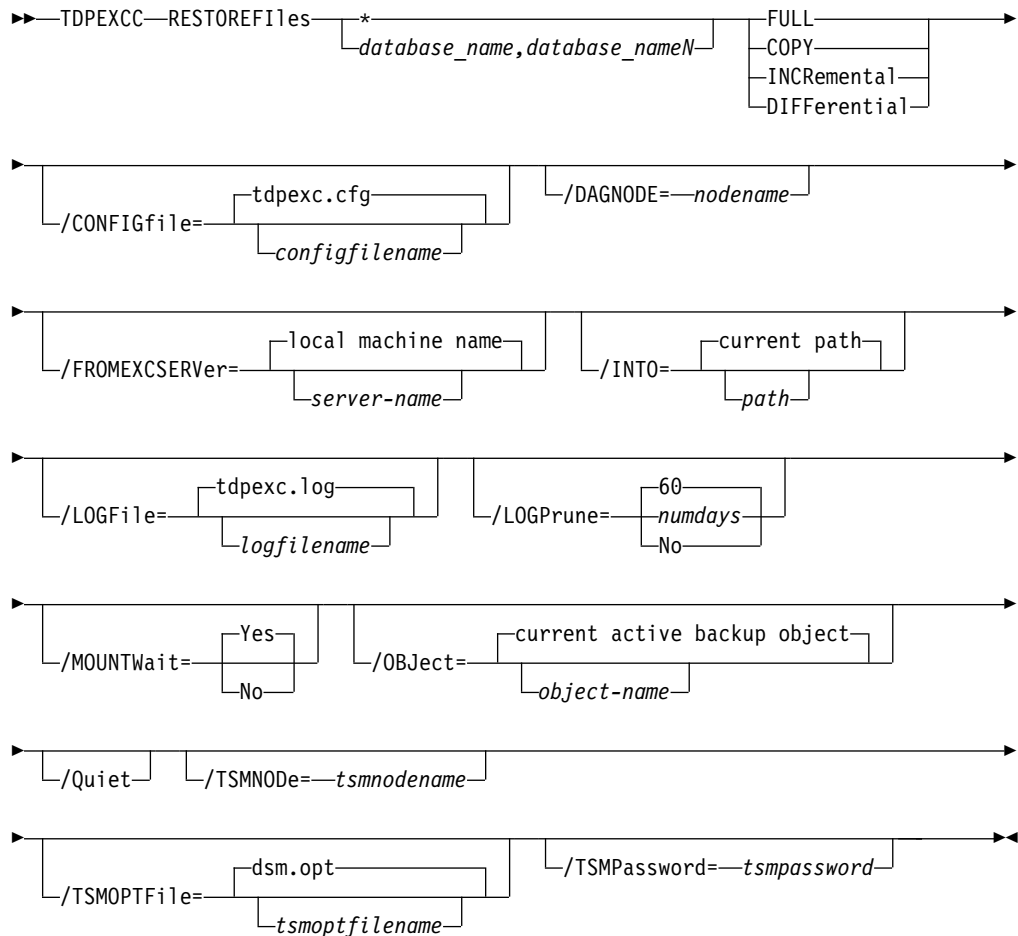 TDPEXCC RESTOREFIles * FULL
database_name,database_nameN COPY
INCRemental
DIFFerential
/CONFIGfile= tdpexc.cfg /DAGNODE= nodename
configfilename
/FROMEXCSERVer= local machine name /INTO= current path
server-name path
/LOGFile= tdpexc.log /LOGPrune= 60
logfilename numdays
No
/MOUNTWait= Yes /OBJect= current active backup object
No object-name
/Quiet /TSMNODe= tsmnodename
/TSMOPTFile= dsm.opt /TSMPassword= tsmpassword
tsmoptfilename